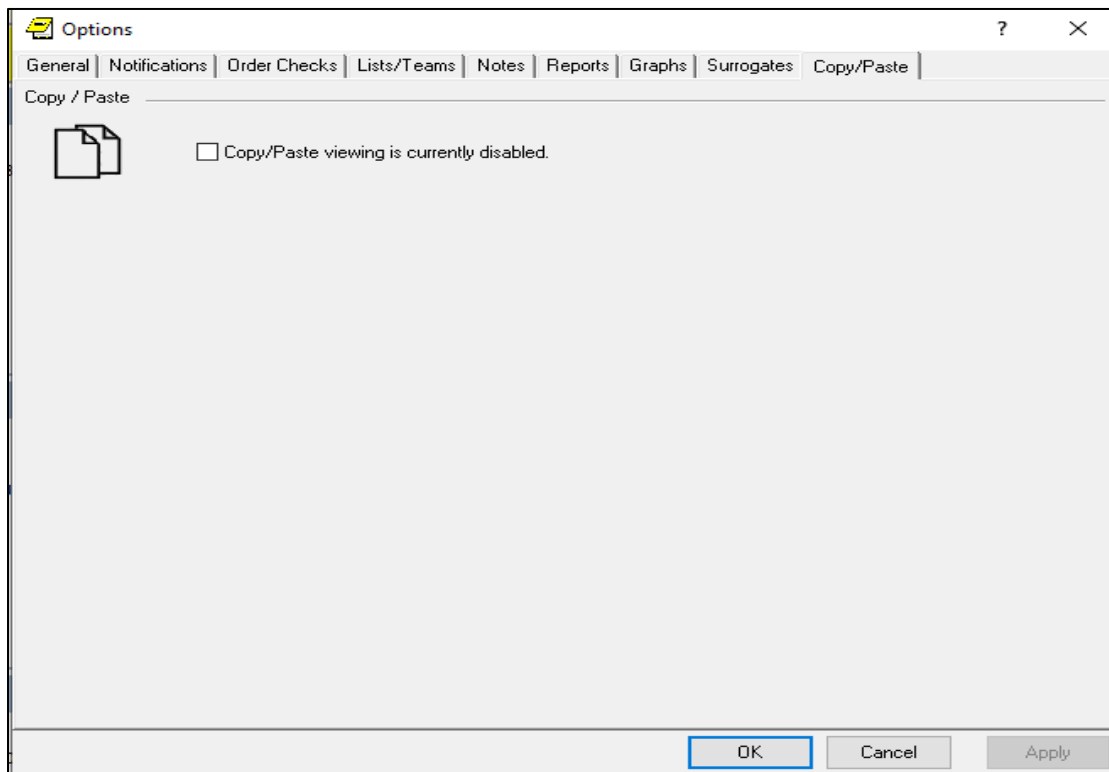 Options ?
General Notifications Order Checks Lists/Teams Notes Reports Graphs Surrogates Copy/Paste
Copy / Paste
Copy/Paste viewing is currently disabled.
OK Cancel Apply